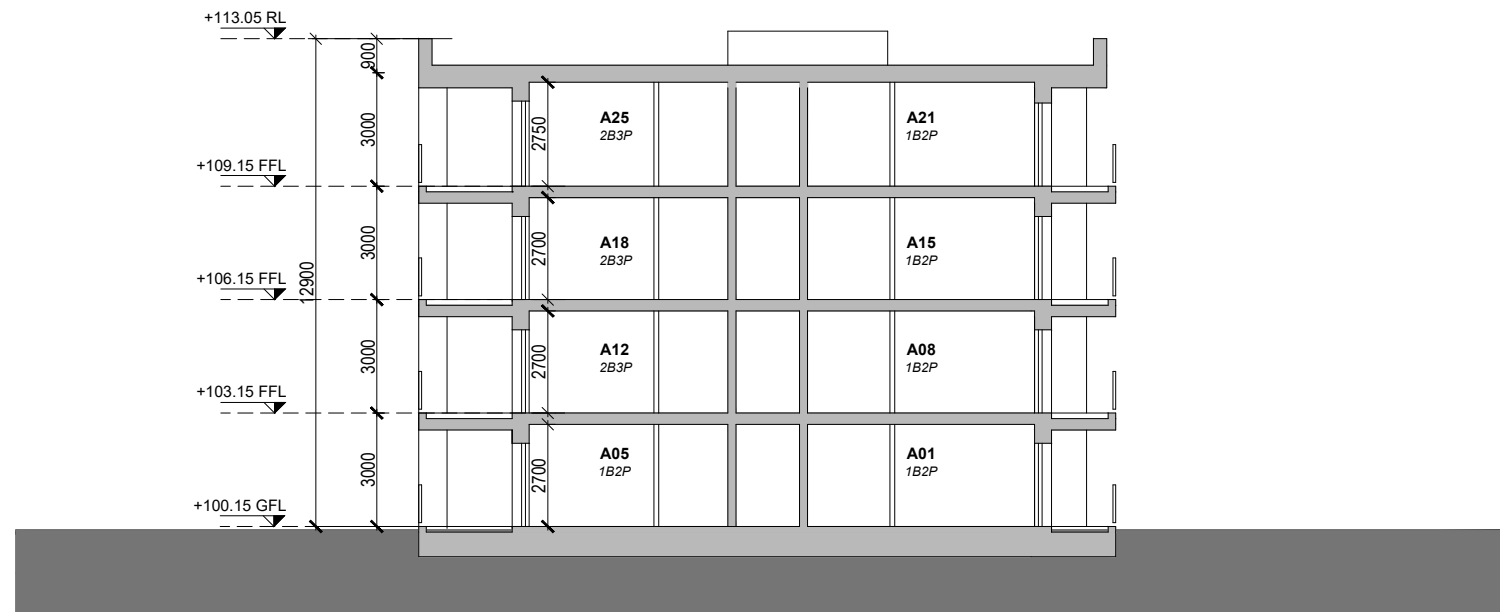 +113.05 RL
900
3000
2750
A25
2B3P
A21
1B2P
+109.15 FFL
3000
2700
A18
2B3P
A15
1B2P
+106.15 FFL
12900
3000
2700
A12
2B3P
A08
1B2P
+103.15 FFL
3000
2700
A05
1B2P
A01
1B2P
+100.15 GFL